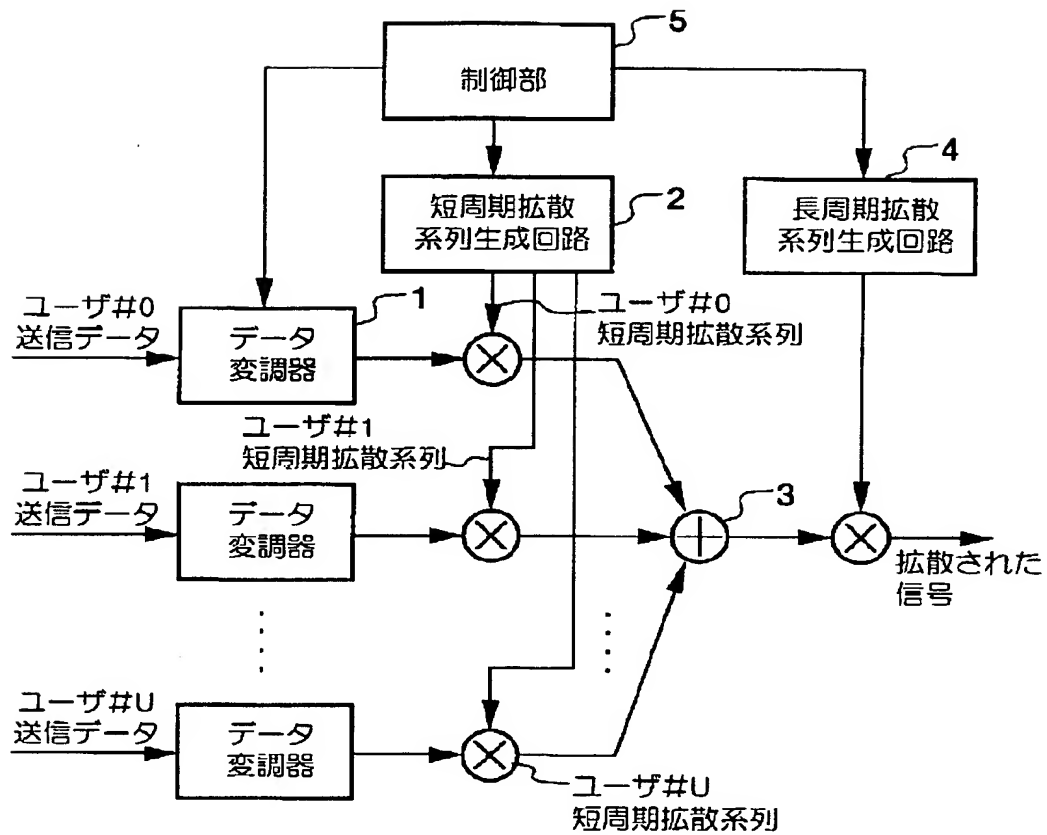 5
制御部
4
短周期拡散
系列生成回路
2
長周期拡散
系列生成回路
ユーザ#0
送信データ
1
データ
変調器
ユーザ#0
短周期拡散系列
ユーザ#1
短周期拡散系列
ユーザ#1
送信データ
データ
変調器
3
拡散された
信号
ユーザ#U
送信データ
データ
変調器
ユーザ#U
短周期拡散系列